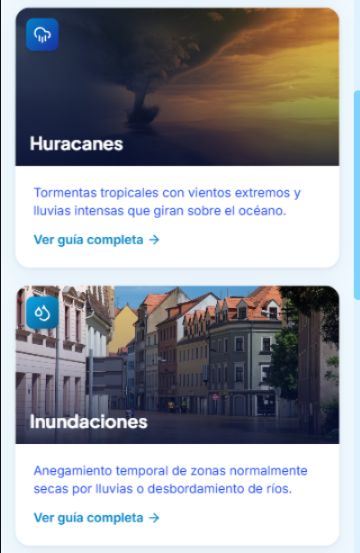 Huracanes
Tormentas tropicales con vientos extremos y
lluvias intensas que giran sobre el océano.
Ver guía completa →
Inundaciones
Anegamiento temporal de zonas normalmente
secas por lluvias o desbordamiento de ríos.
Ver guía completa →